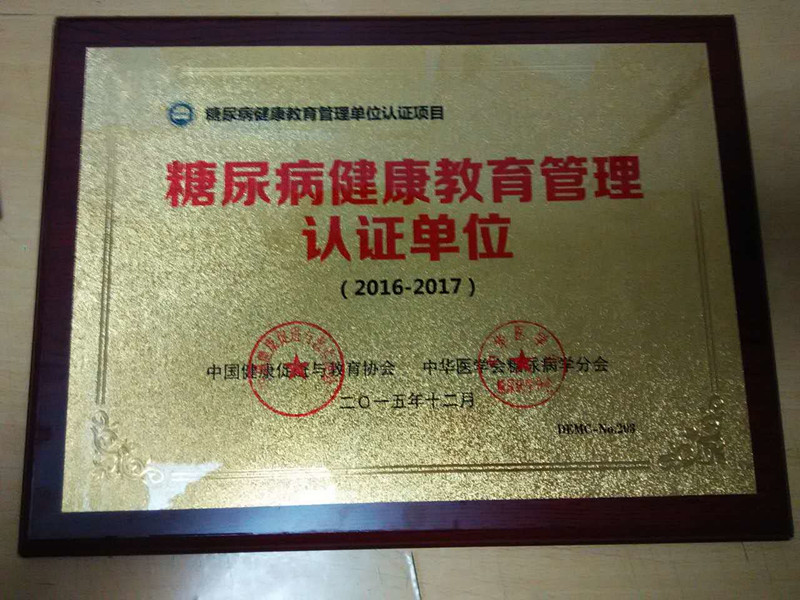 糖尿病健康教育管理单位认证项目
糖尿病健康教育管理
认证单位
（2016-2017）
中国健康促进与教育协会 中华医学会糖尿病学分会
二〇一五年十二月
DEMC-No.203